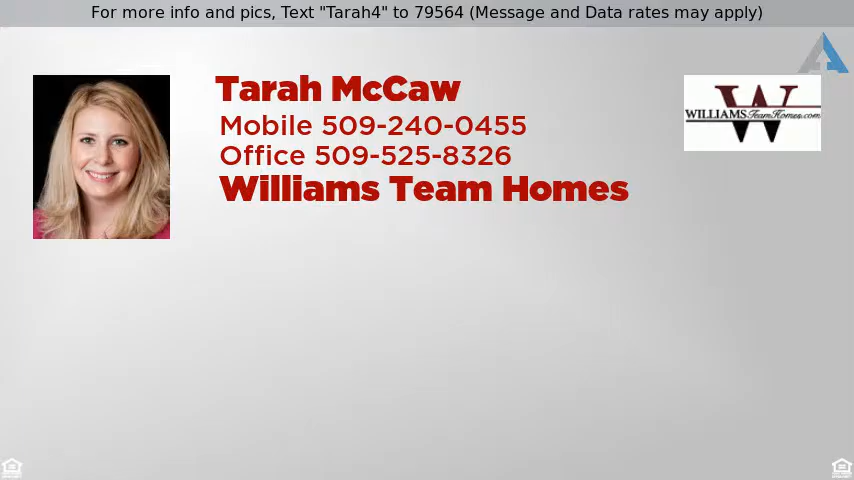 For more info and pics, Text "Tarah4" to 79564 (Message and Data rates may apply)
Tarah McCaw
Mobile 509-240-0455
Office 509-525-8326
Williams Team Homes
W
WILLIAMS TeamHomes.com